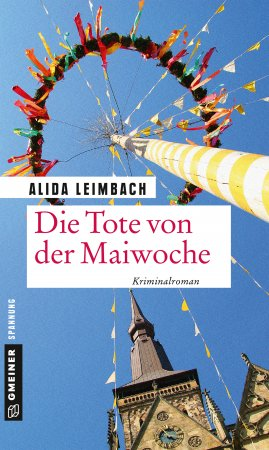 ALIDA LEIMBACH
Die Tote von
der Maiwoche
Kriminalroman
GMEINER SPANNUNG